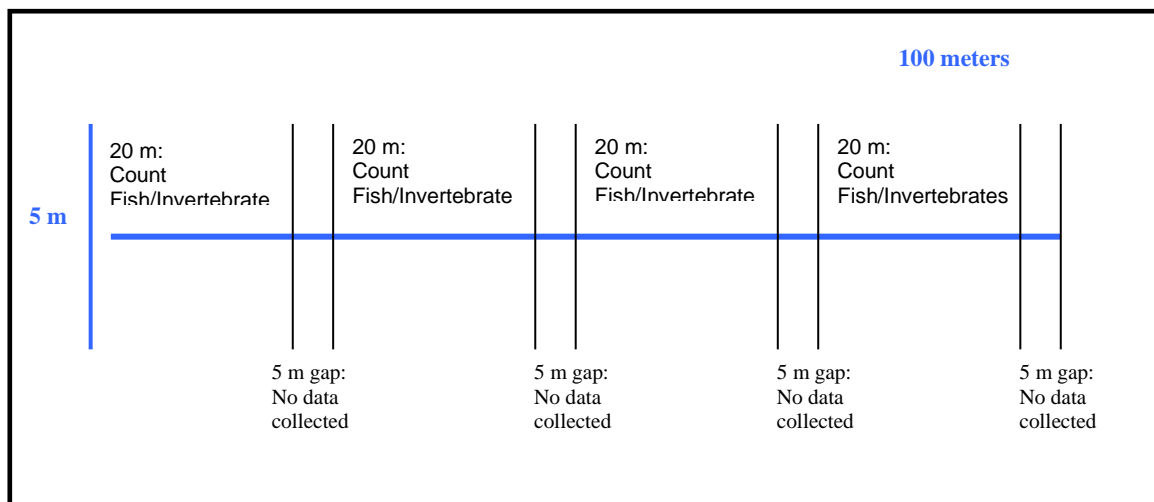 100 meters
20 m:
Count
Fish/Invertebrate
20 m:
Count
Fish/Invertebrate
20 m:
Count
Fish/Invertebrate
20 m:
Count
Fish/Invertebrates
5 m
5 m gap:
No data
collected
5 m gap:
No data
collected
5 m gap:
No data
collected
5 m gap:
No data
collected